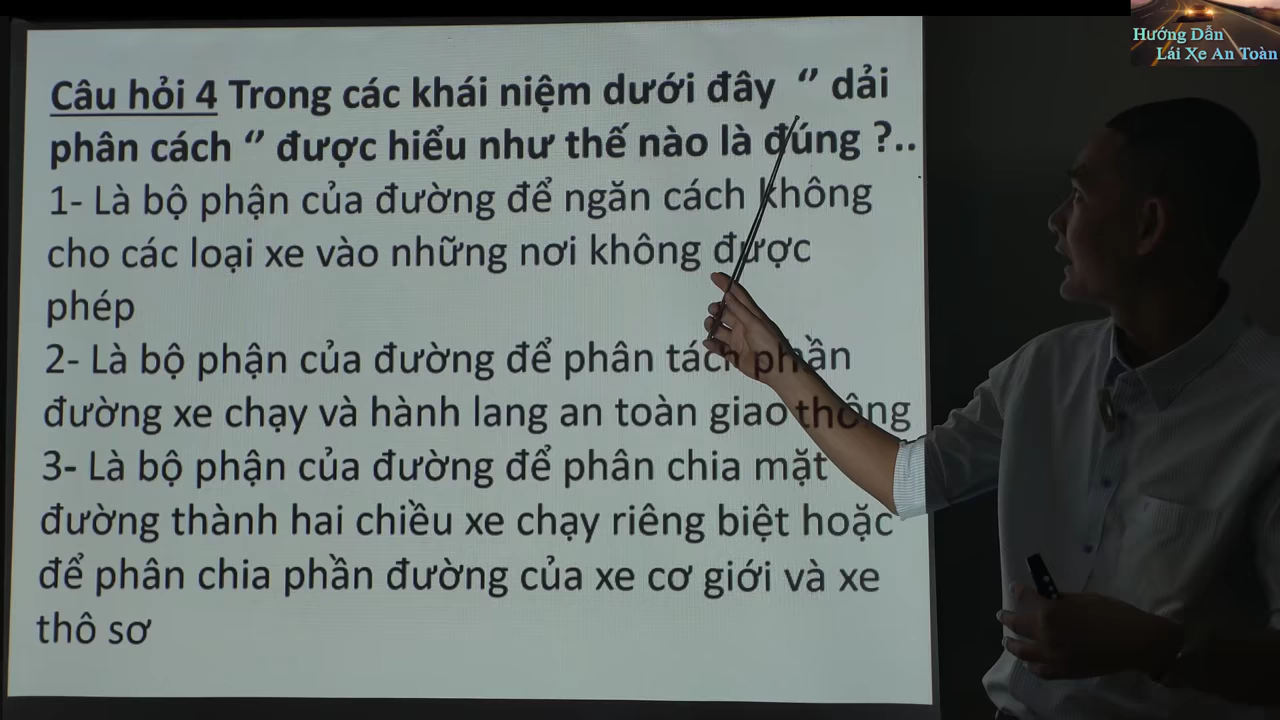 Hướng Dẫn
Lái Xe An Toàn
Câu hỏi 4 Trong các khái niệm dưới đây “ dải
phân cách “ được hiểu như thế nào là đúng ?..
1- Là bộ phận của đường để ngăn cách không
cho các loại xe vào những nơi không được
phép
2- Là bộ phận của đường để phân tách phần
đường xe chạy và hành lang an toàn giao thông
3- Là bộ phận của đường để phân chia mặt
đường thành hai chiều xe chạy riêng biệt hoặc
để phân chia phần đường của xe cơ giới và xe
thô sơ